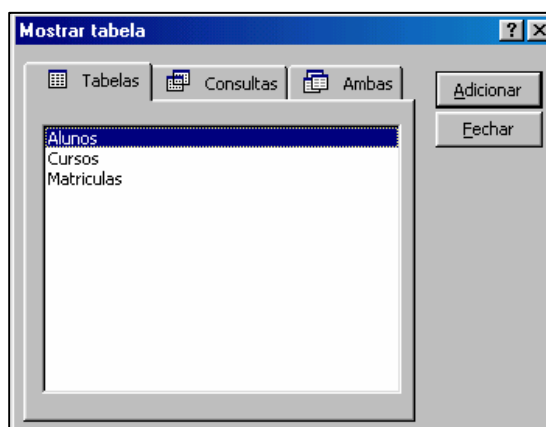 Mostrar tabela
Tabelas Consultas Ambas
Adicionar
Fechar
Alunos
Cursos
Matriculas